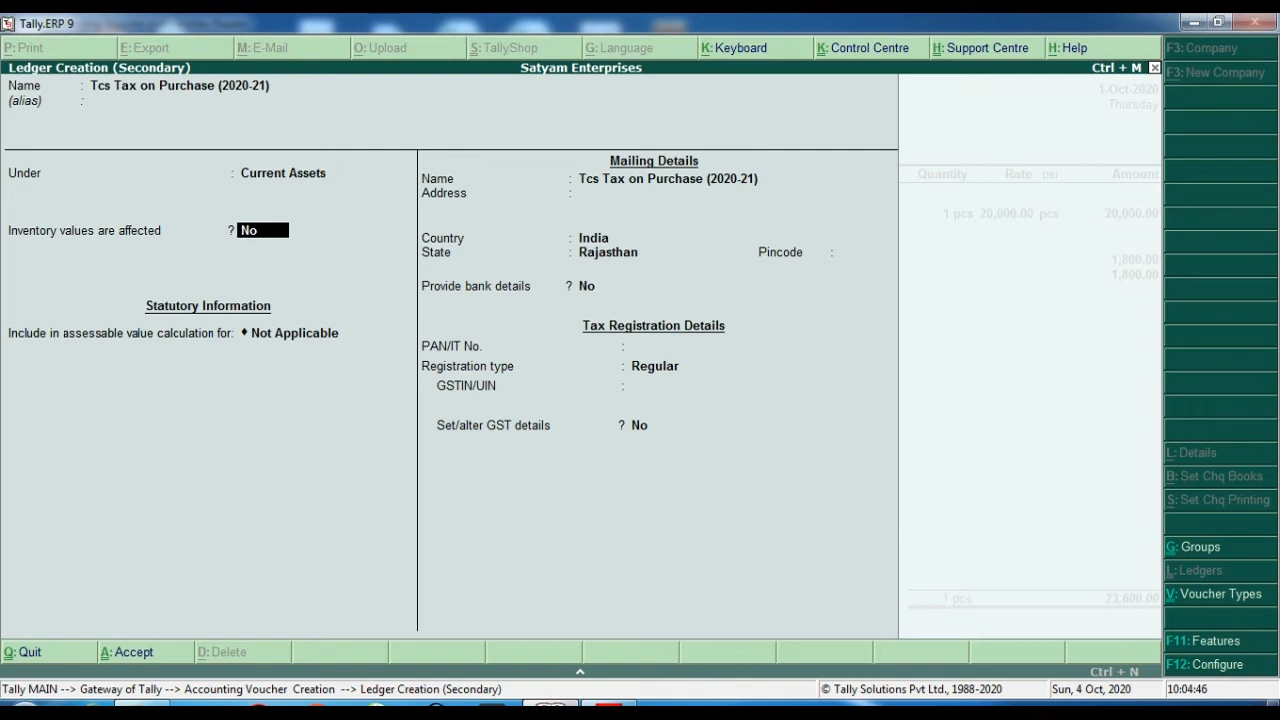 Tally.ERP 9
P: Print E: Export M: E-Mail O: Upload S: TallyShop G: Language K: Keyboard K: Control Centre H: Support Centre H: Help
F3: Company
Ledger Creation (Secondary) Satyam Enterprises Ctrl + M
F3: New Company
Name : Tcs Tax on Purchase (2020-21)
1-Oct-2020
(alias) :
Thursday
Mailing Details
Under : Current Assets
Name : Tcs Tax on Purchase (2020-21)
Quantity Rate per Amount
Address :
1 pcs 20,000.00 pcs 20,000.00
Inventory values are affected ? No
Country : India
State : Rajasthan Pincode :
1,800.00
1,800.00
Provide bank details ? No
Statutory Information
Tax Registration Details
Include in assessable value calculation for: ♦ Not Applicable
PAN/IT No. :
Registration type : Regular
GSTIN/UIN :
Set/alter GST details ? No
L: Details
B: Set Chq Books
S: Set Chq Printing
G: Groups
L: Ledgers
V: Voucher Types
1 pcs 23,600.00
F11: Features
Q: Quit A: Accept D: Delete
F12: Configure
Ctrl + N
Tally MAIN --> Gateway of Tally --> Accounting Voucher Creation --> Ledger Creation (Secondary) © Tally Solutions Pvt Ltd., 1988-2020 Sun, 4 Oct, 2020 10:04:46